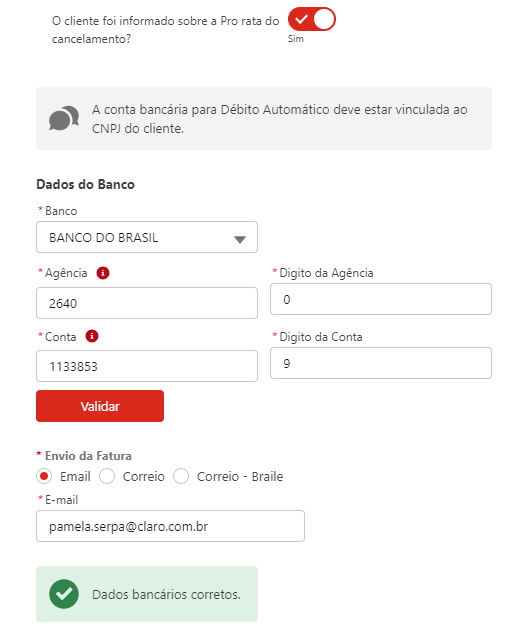 O cliente foi informado sobre a Pro rata do
cancelamento?
Sim
A conta bancária para Débito Automático deve estar vinculada ao
CNPJ do cliente.
Dados do Banco
*Banco
BANCO DO BRASIL
*Agência
*Digito da Agência
2640
0
*Conta
*Digito da Conta
1133853
9
Validar
* Envio da Fatura
Email Correio Correio - Braile
*E-mail
pamela.serpa@claro.com.br
Dados bancários corretos.